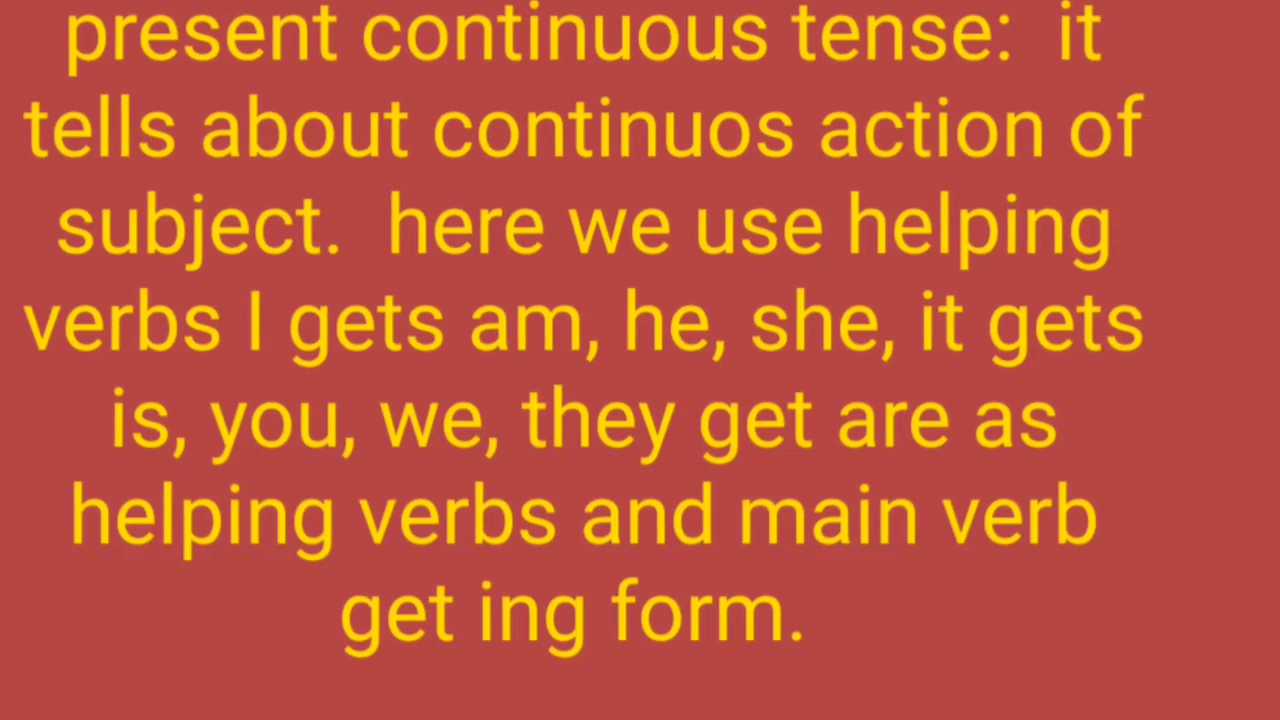 present continuous tense:  it
tells about continuos action of
subject.  here we use helping
verbs I gets am, he, she, it gets
is, you, we, they get are as
helping verbs and main verb
get ing form.